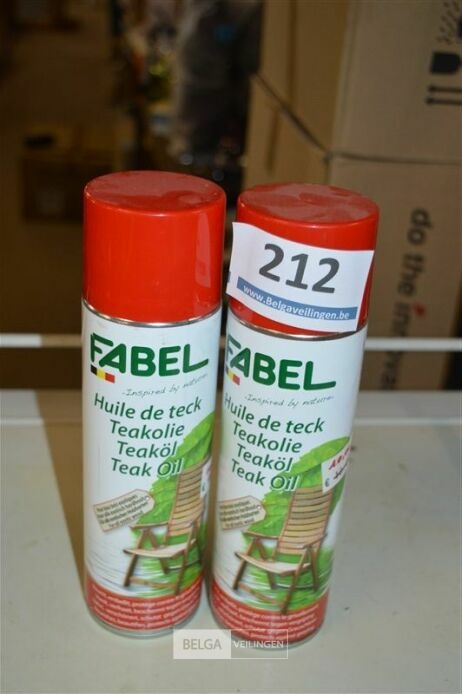 FABEL
Inspired by nature
Huile de teck
Teakolie
Teaköl
Teak Oil
212
www.Belgaveilingen.be
FABEL
Inspired by nature
Huile de teck
Teakolie
Teaköl
Teak Oil
do the innova
BELGA VEILINGEN